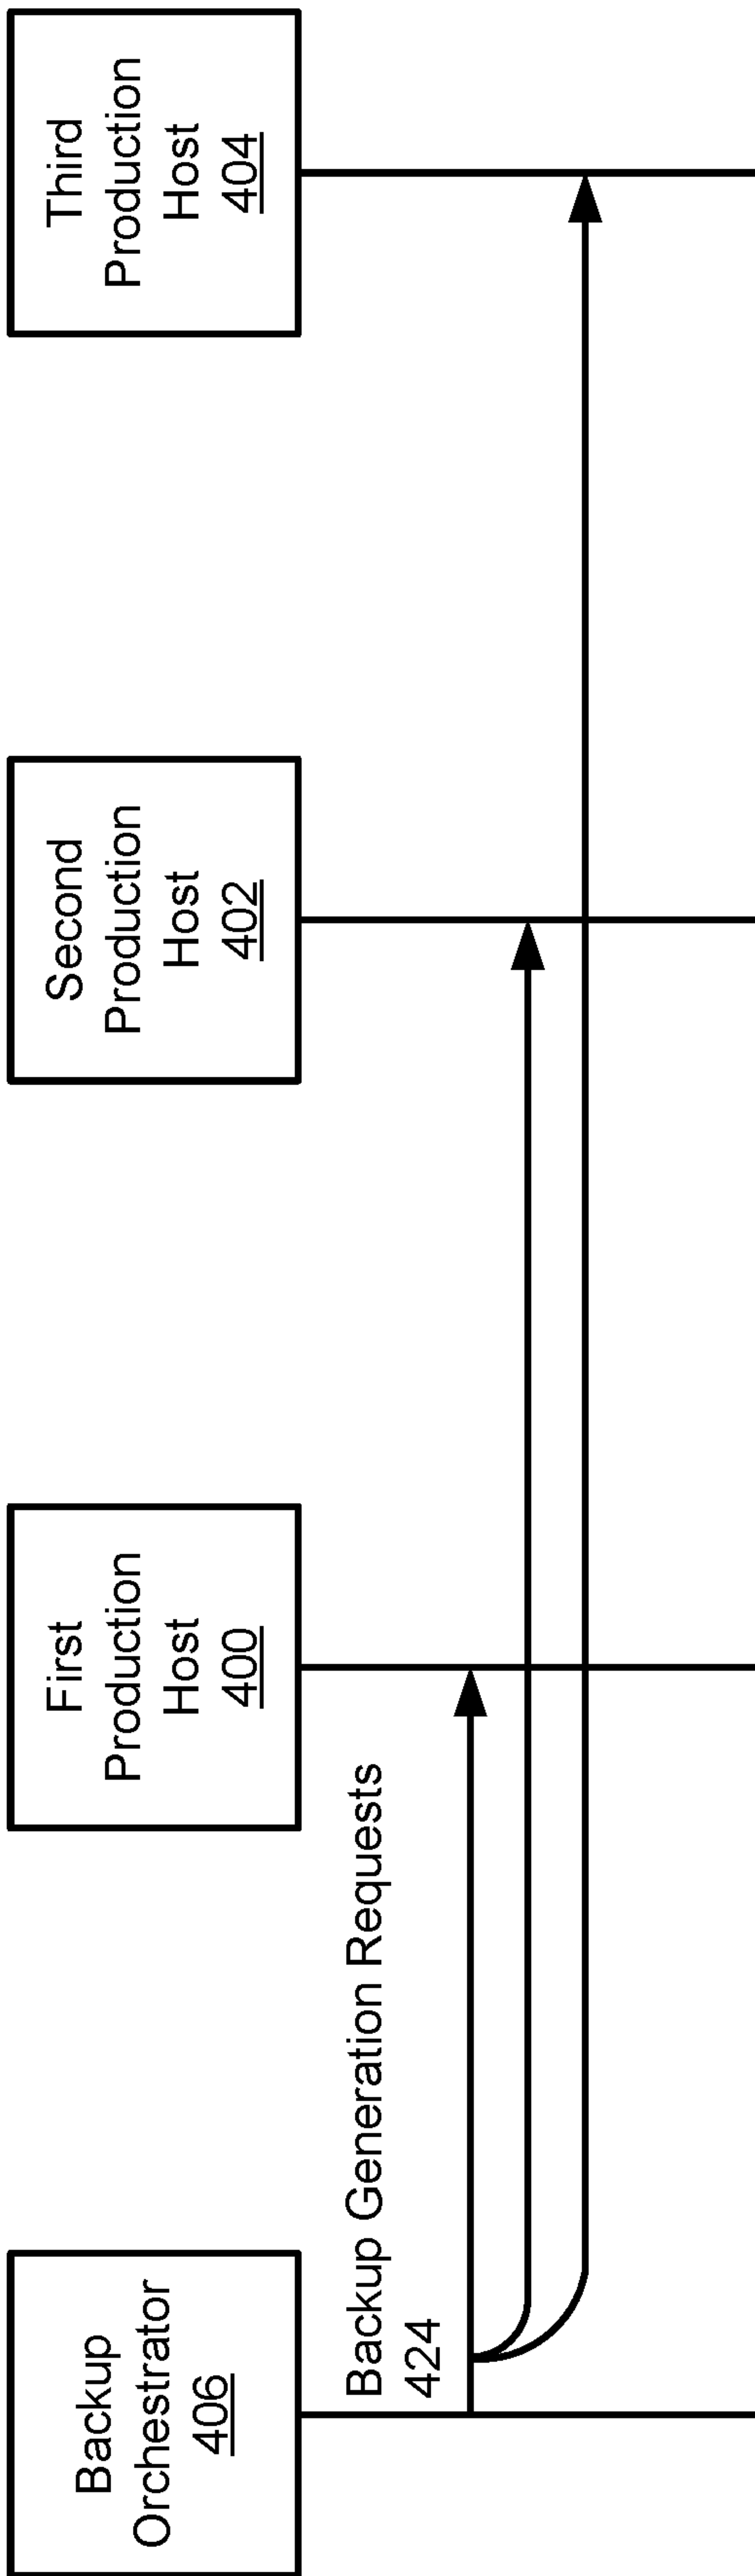 Backup
Orchestrator
406
First
Production
Host
400
Second
Production
Host
402
Third
Production
Host
404
Backup Generation Requests
424